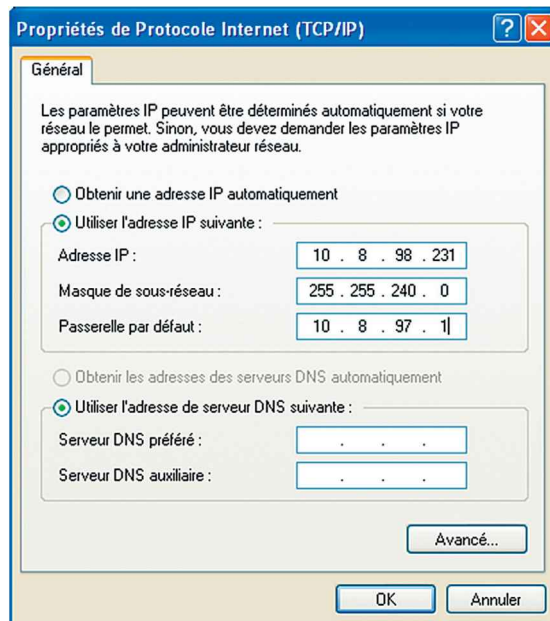 Propriétés de Protocole Internet (TCP/IP)
Général
Les paramètres IP peuvent être déterminés automatiquement si votre
réseau le permet. Sinon, vous devez demander les paramètres IP
appropriés à votre administrateur réseau.
Obtenir une adresse IP automatiquement
Utiliser l'adresse IP suivante :
Adresse IP : 10 . 8 . 98 . 231
Masque de sous-réseau : 255 . 255 . 240 . 0
Passerelle par défaut : 10 . 8 . 97 . 1
Obtenir les adresses des serveurs DNS automatiquement
Utiliser l'adresse de serveur DNS suivante :
Serveur DNS préféré : . . .
Serveur DNS auxiliaire : . . .
Avancé...
OK Annuler